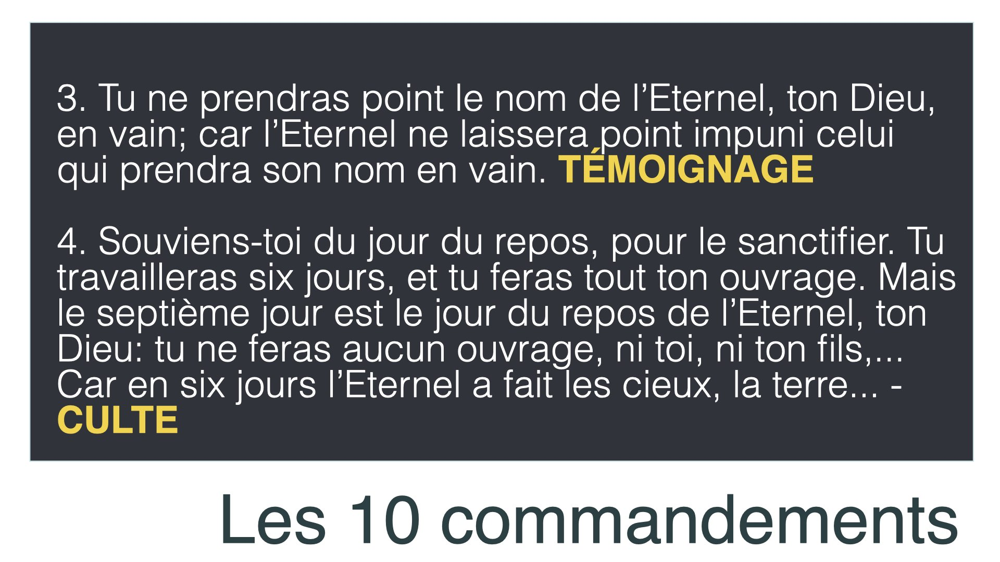 3. Tu ne prendras point le nom de l’Eternel, ton Dieu,
en vain; car l’Eternel ne laissera point impuni celui
qui prendra son nom en vain. TÉMOIGNAGE
4. Souviens-toi du jour du repos, pour le sanctifier. Tu
travailleras six jours, et tu feras tout ton ouvrage. Mais
le septième jour est le jour du repos de l’Eternel, ton
Dieu: tu ne feras aucun ouvrage, ni toi, ni ton fils,...
Car en six jours l’Eternel a fait les cieux, la terre... -
CULTE
Les 10 commandements